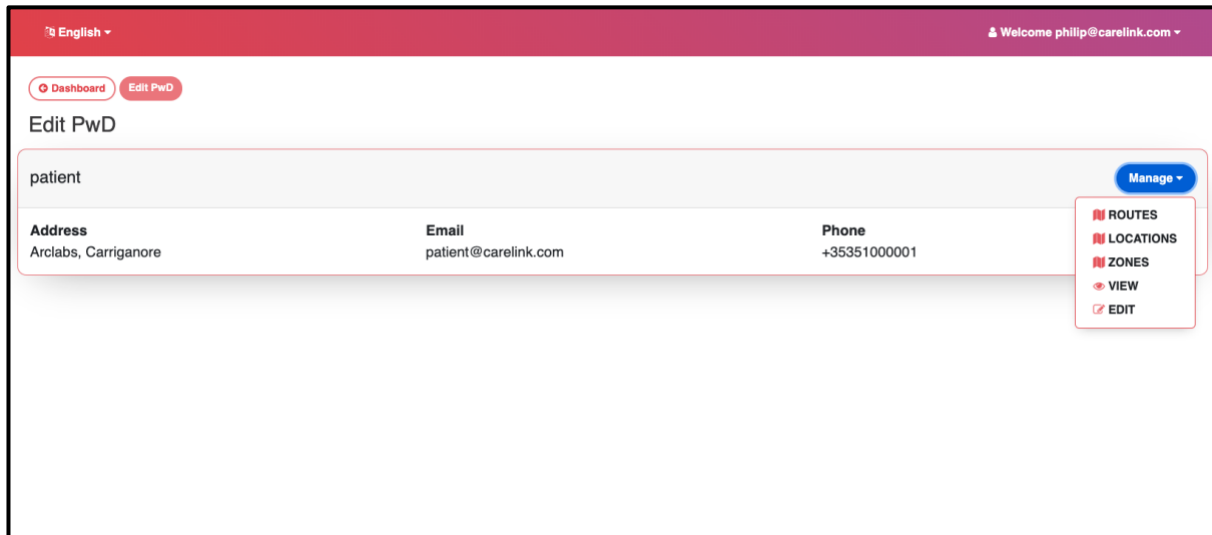 English
Welcome philip@carelink.com
Dashboard
Edit PwD
Edit PwD
patient
Manage
Address
Email
Phone
Arclabs, Carriganore
patient@carelink.com
+35351000001
ROUTES
LOCATIONS
ZONES
VIEW
EDIT